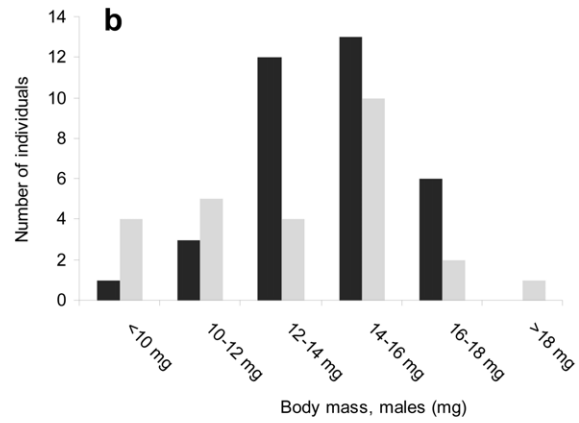 b
Number of individuals
14
12
10
8
6
4
2
0
<10 mg
10-12 mg
12-14 mg
14-16 mg
16-18 mg
>18 mg
Body mass, males (mg)